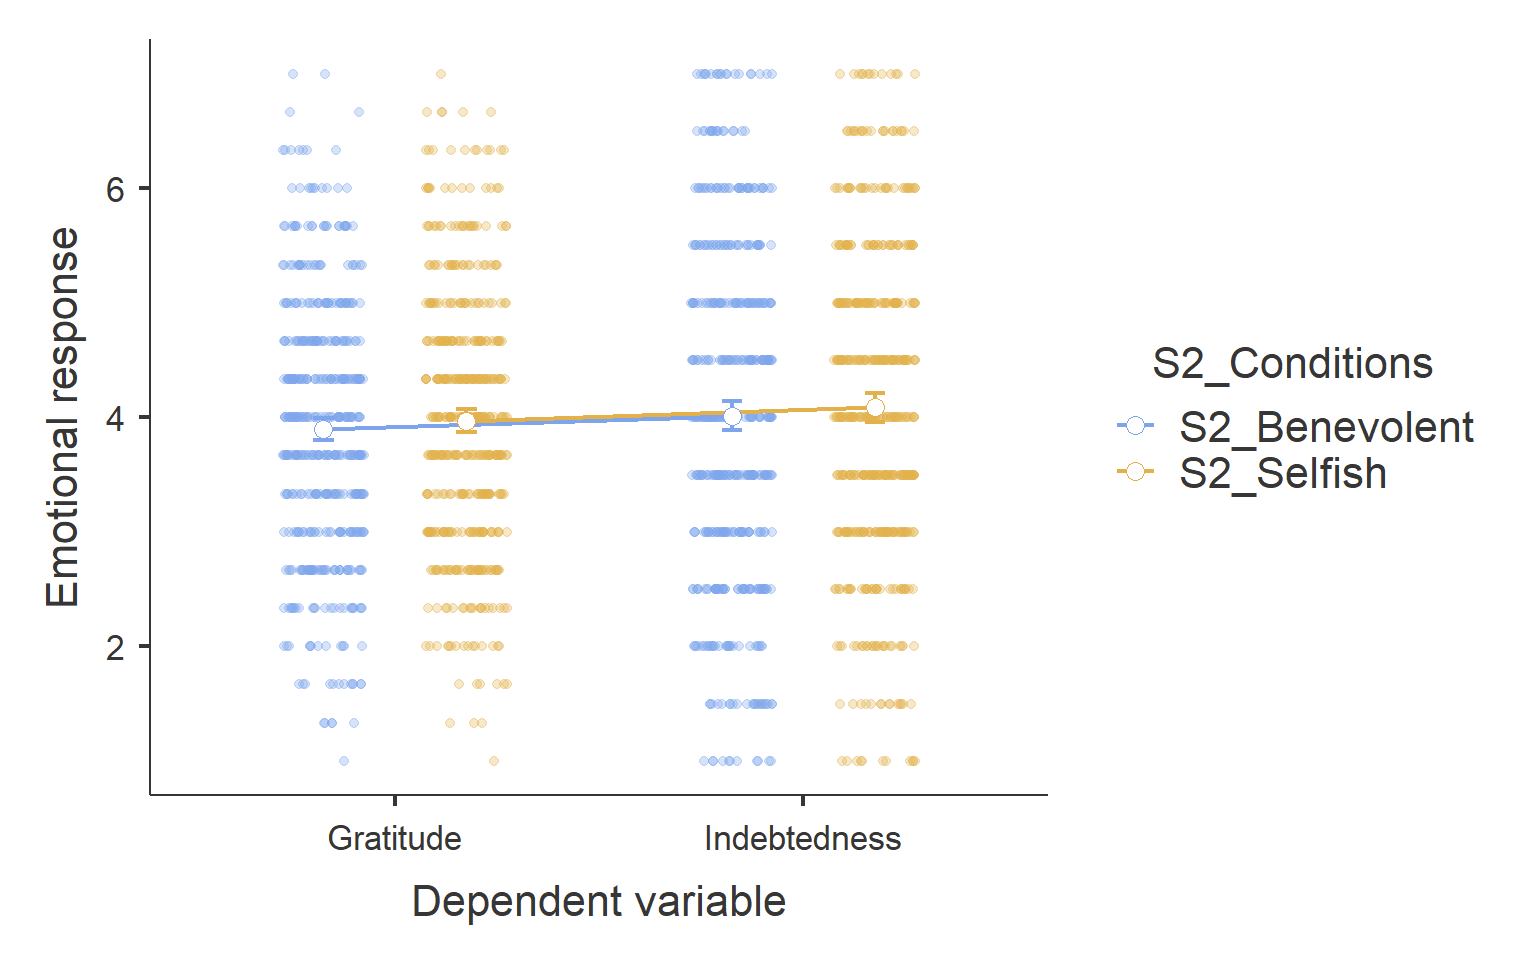 Emotional response
6
4
2
Gratitude
Indebtedness
Dependent variable
S2_Conditions
S2_Benevolent
S2_Selfish